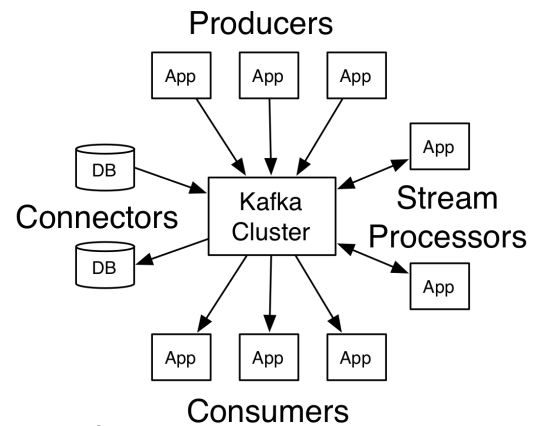 Producers
App
App
App
DB
App
Kafka
Cluster
Connectors
Stream
Processors
DB
App
App
App
App
Consumers